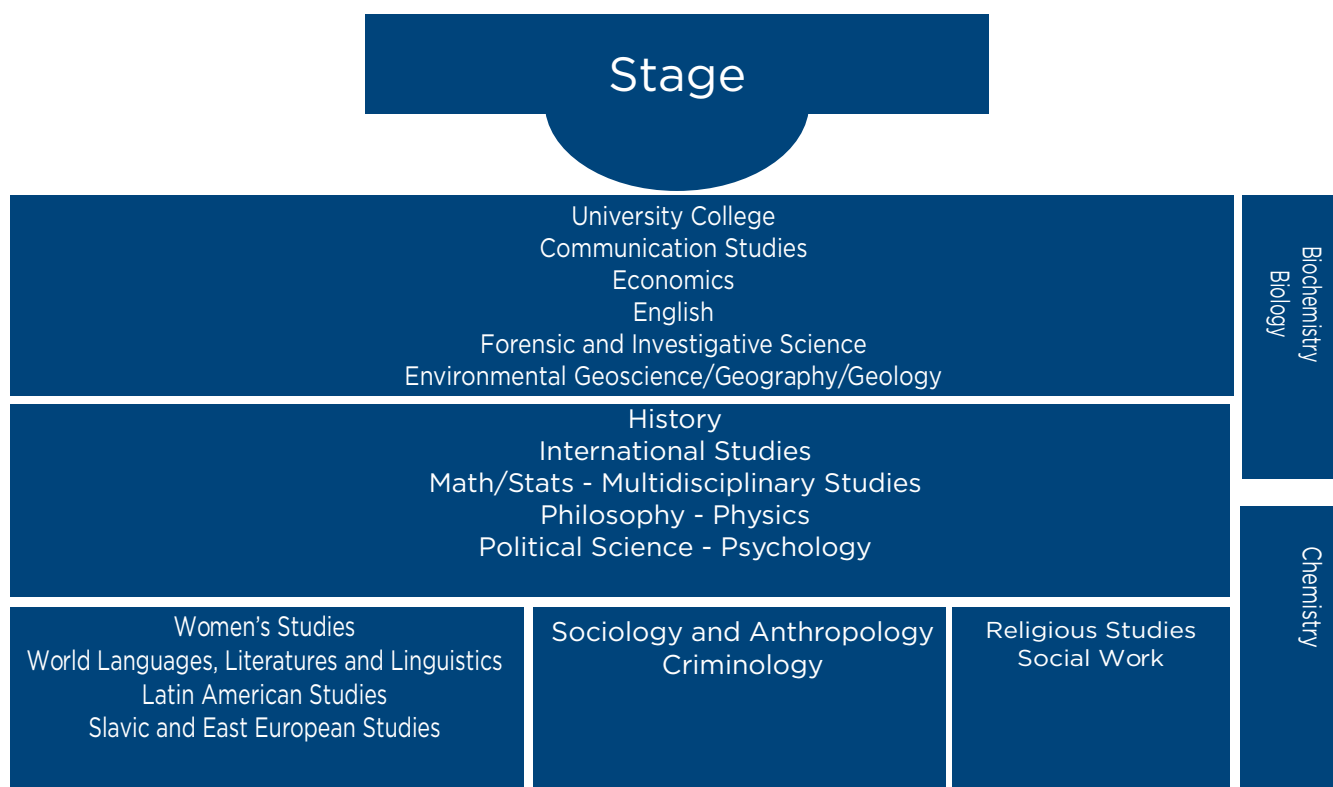 Stage
University College
Communication Studies
Economics
English
Forensic and Investigative Science
Environmental Geoscience/Geography/Geology
Biochemistry
Biology
History
International Studies
Math/Stats - Multidisciplinary Studies
Philosophy - Physics
Political Science - Psychology
Chemistry
Women’s Studies
World Languages, Literatures and Linguistics
Latin American Studies
Slavic and East European Studies
Sociology and Anthropology
Criminology
Religious Studies
Social Work